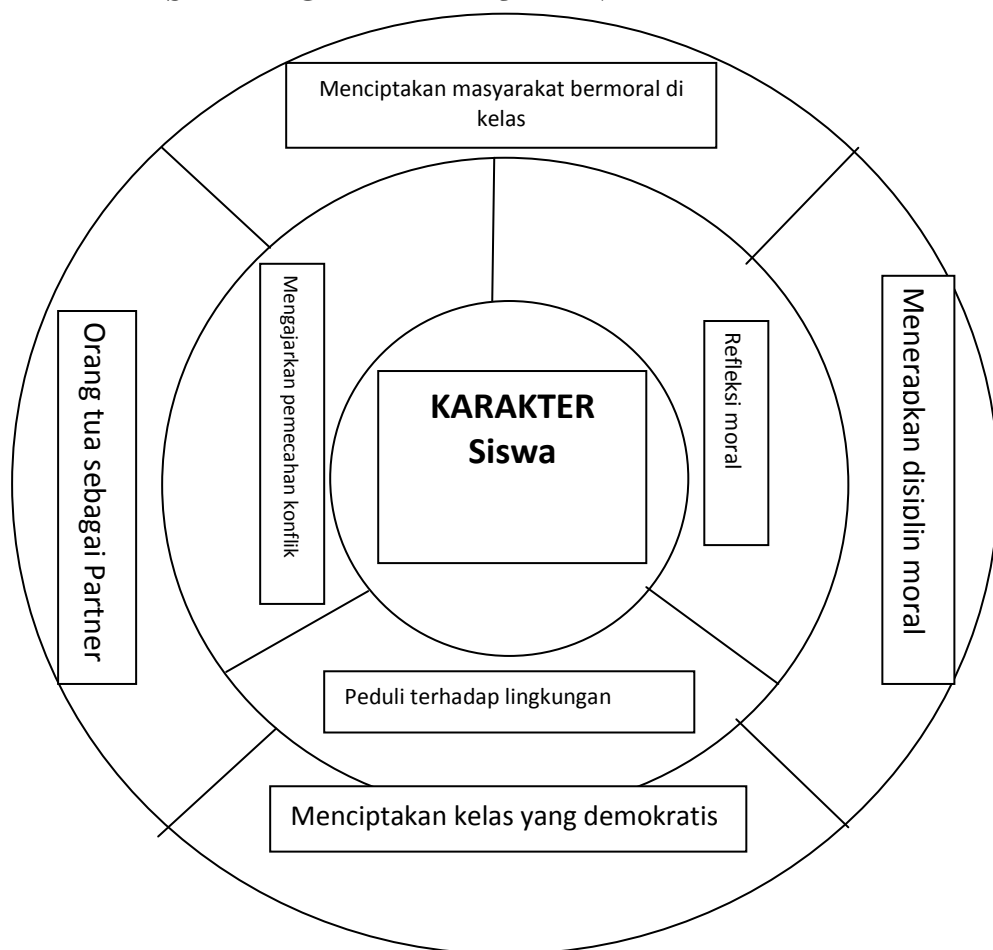 Menciptakan masyarakat bermoral di
kelas
Mengajarkan pemecahan konflik
Refleksi moral
Orang tua sebagai Partner
Menerapkan disiplin moral
KARAKTER
Siswa
Peduli terhadap lingkungan
Menciptakan kelas yang demokratis